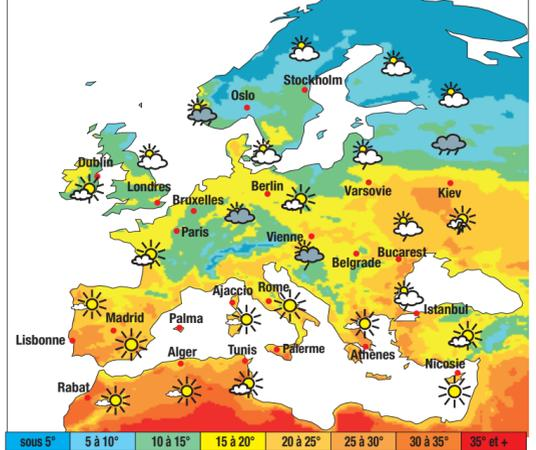 Stockholm
Oslo
Dublin
Londres
Berlin
Varsovie
Kiev
Bruxelles
Paris
Vienne
Belgrade
Bucarest
Ajaccio
Rome
Istanbul
Madrid
Palma
Lisbonne
Alger
Tunis
Palerme
Athènes
Nicosie
Rabat
sous 5° 5 à 10° 10 à 15° 15 à 20° 20 à 25° 25 à 30° 30 à 35° 35° et +